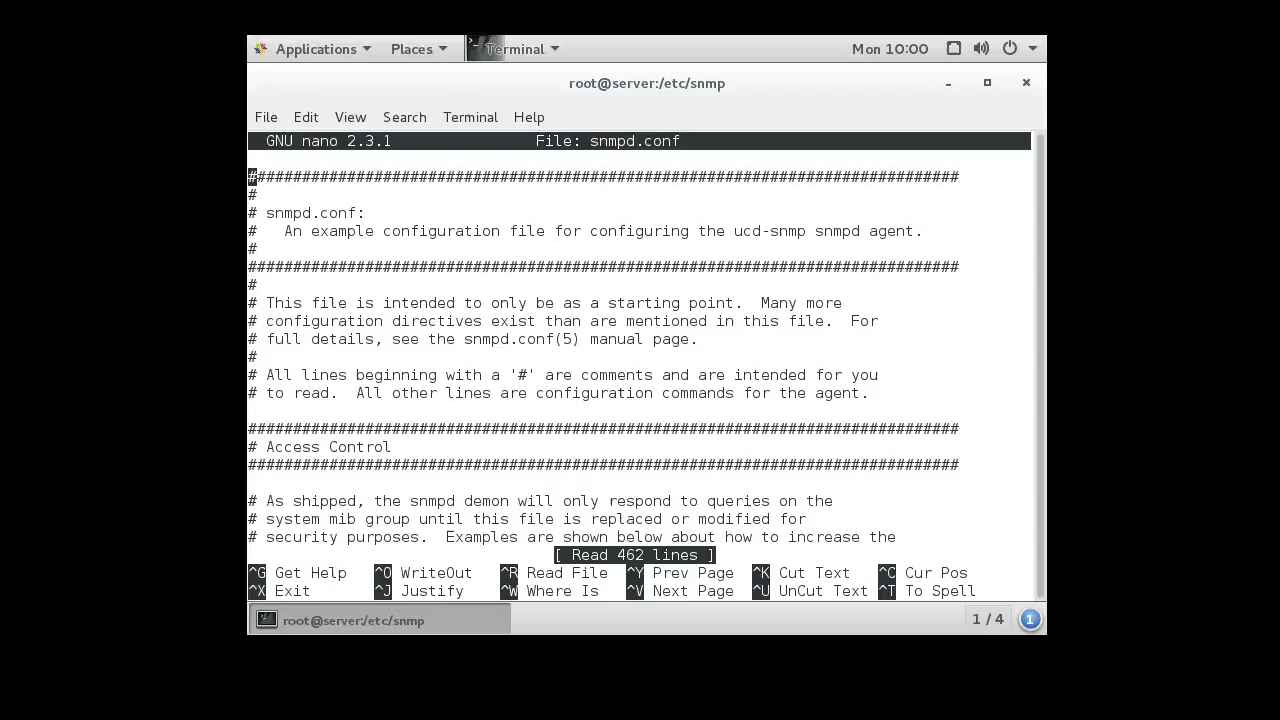 Applications Places Terminal Mon 10:00
root@server:/etc/snmp
File Edit View Search Terminal Help
GNU nano 2.3.1 File: snmpd.conf
###############################################################################
#
# snmpd.conf:
#   An example configuration file for configuring the ucd-snmp snmpd agent.
#
###############################################################################
#
# This file is intended to only be as a starting point.  Many more
# configuration directives exist than are mentioned in this file.  For
# full details, see the snmpd.conf(5) manual page.
#
# All lines beginning with a '#' are comments and are intended for you
# to read.  All other lines are configuration commands for the agent.
###############################################################################
# Access Control
###############################################################################
# As shipped, the snmpd demon will only respond to queries on the
# system mib group until this file is replaced or modified for
# security purposes.  Examples are shown below about how to increase the
[ Read 462 lines ]
^G Get Help ^O WriteOut ^R Read File ^Y Prev Page ^K Cut Text ^C Cur Pos
^X Exit ^J Justify ^W Where Is ^V Next Page ^U UnCut Text ^T To Spell
root@server:/etc/snmp 1 / 4 1